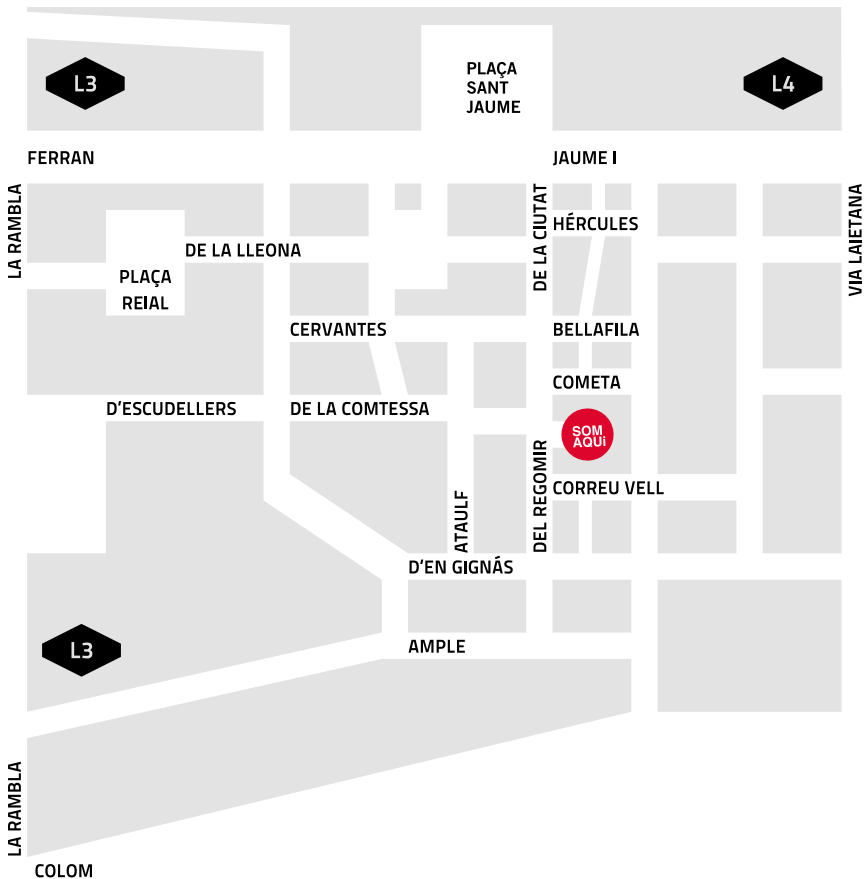 L3
PLAÇA
SANT
JAUME
L4
FERRAN
JAUME I
LA RAMBLA
DE LA CIUTAT
HÉRCULES
VIA LAIETANA
DE LA LLEONA
PLAÇA
REIAL
CERVANTES
BELLAFILA
COMETA
D'ESCUDELLERS
DE LA COMTESSA
SOM
AQUi
ATAULF
DEL REGOMIR
CORREU VELL
D'EN GIGNÁS
L3
AMPLE
LA RAMBLA
COLOM